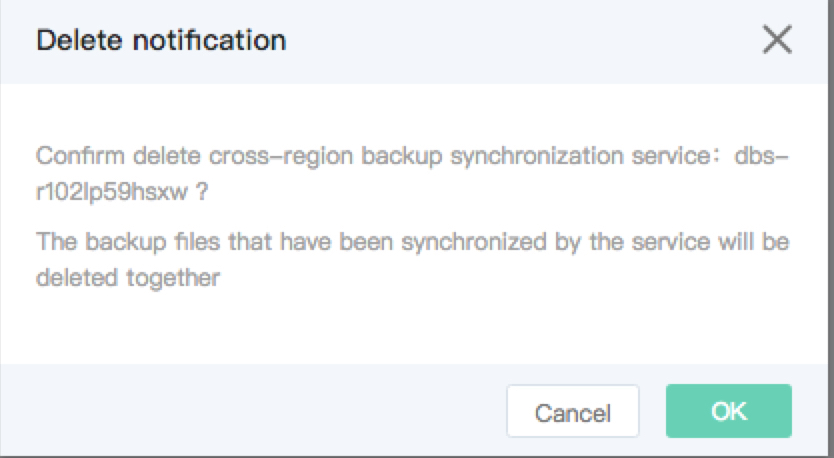 Delete notification
Confirm delete cross-region backup synchronization service：dbs-
r102lp59hsxw ?
The backup files that have been synchronized by the service will be
deleted together
Cancel
OK